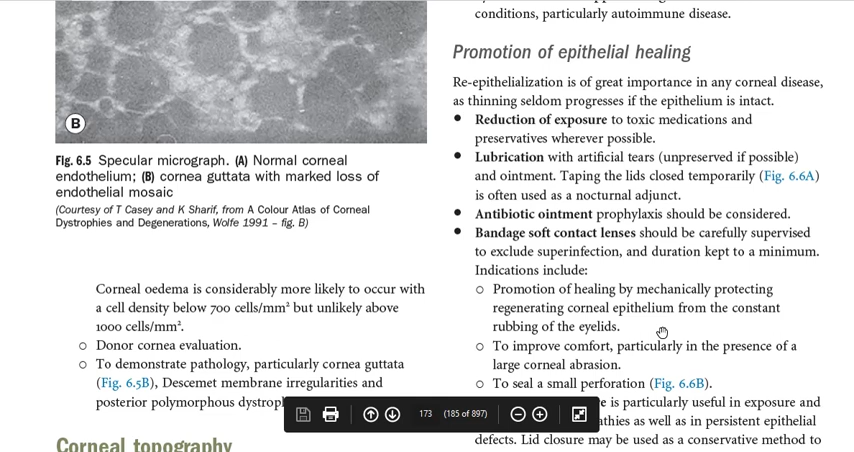 B
Fig. 6.5 Specular micrograph. (A) Normal corneal
endothelium; (B) cornea guttata with marked loss of
endothelial mosaic
(Courtesy of T Casey and K Sharif, from A Colour Atlas of Corneal
Dystrophies and Degenerations, Wolfe 1991 – fig. B)
Corneal oedema is considerably more likely to occur with
a cell density below 700 cells/mm² but unlikely above
1000 cells/mm².
○ Donor cornea evaluation.
○ To demonstrate pathology, particularly cornea guttata
(Fig. 6.5B), Descemet membrane irregularities and
posterior polymorphous
Corneal topography
conditions, particularly autoimmune disease.
Promotion of epithelial healing
Re-epithelialization is of great importance in any corneal disease,
as thinning seldom progresses if the epithelium is intact.
• Reduction of exposure to toxic medications and
preservatives wherever possible.
• Lubrication with artificial tears (unpreserved if possible)
and ointment. Taping the lids closed temporarily (Fig. 6.6A)
is often used as a nocturnal adjunct.
• Antibiotic ointment prophylaxis should be considered.
• Bandage soft contact lenses should be carefully supervised
to exclude superinfection, and duration kept to a minimum.
Indications include:
○ Promotion of healing by mechanically protecting
regenerating corneal epithelium from the constant
rubbing of the eyelids.
○ To improve comfort, particularly in the presence of a
large corneal abrasion.
○ To seal a small perforation (Fig. 6.6B).
is particularly useful in exposure and
as well as in persistent epithelial
defects. Lid closure may be used as a conservative method to
173 (185 of 897)